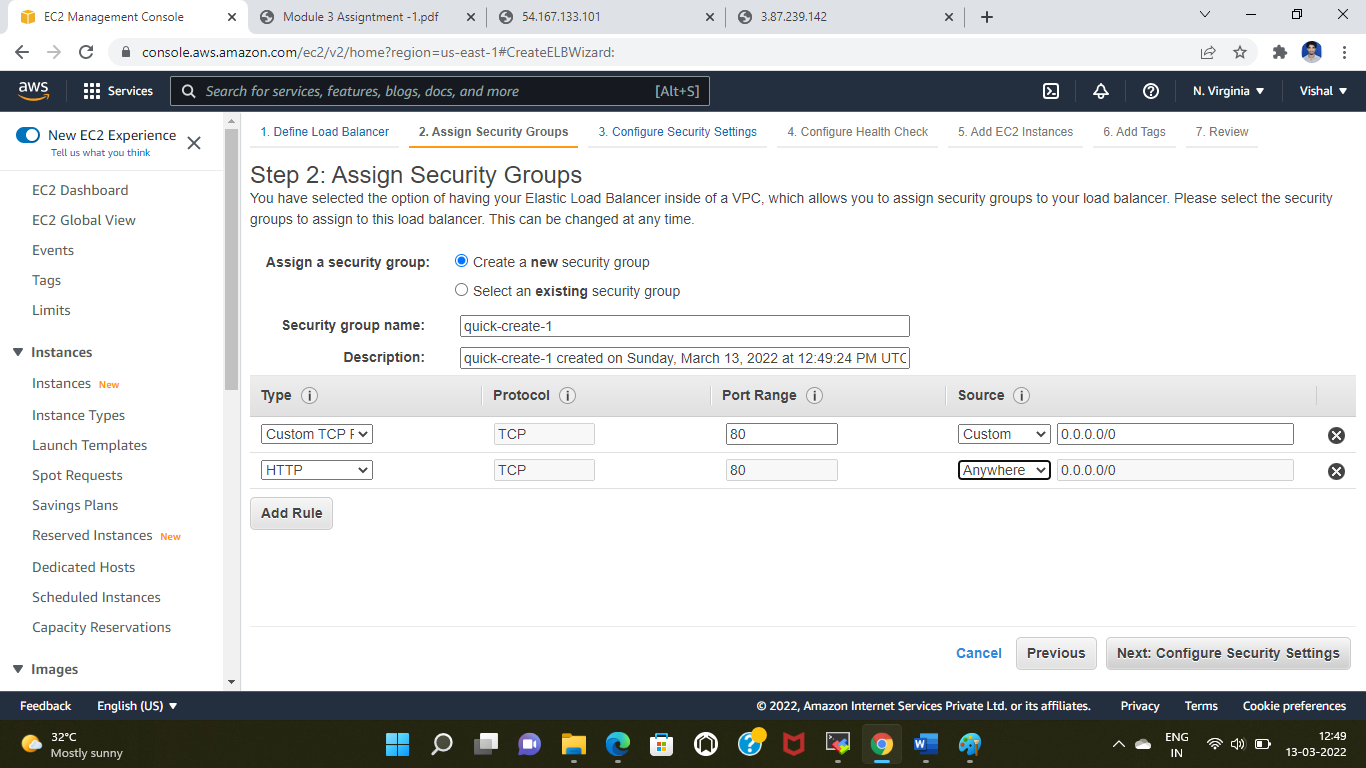 EC2 Management Console
Module 3 Assigntment -1.pdf
54.167.133.101
3.87.239.142
console.aws.amazon.com/ec2/v2/home?region=us-east-1#CreateELBWizard:
aws
Services
Search for services, features, blogs, docs, and more
[Alt+S]
N. Virginia
Vishal
New EC2 Experience
Tell us what you think
EC2 Dashboard
EC2 Global View
Events
Tags
Limits
Instances
Instances New
Instance Types
Launch Templates
Spot Requests
Savings Plans
Reserved Instances New
Dedicated Hosts
Scheduled Instances
Capacity Reservations
Images
1. Define Load Balancer
2. Assign Security Groups
3. Configure Security Settings
4. Configure Health Check
5. Add EC2 Instances
6. Add Tags
7. Review
Step 2: Assign Security Groups
You have selected the option of having your Elastic Load Balancer inside of a VPC, which allows you to assign security groups to your load balancer. Please select the security
groups to assign to this load balancer. This can be changed at any time.
Assign a security group:
Create a new security group
Select an existing security group
Security group name:
quick-create-1
Description:
quick-create-1 created on Sunday, March 13, 2022 at 12:49:24 PM UTC
Type
Protocol
Port Range
Source
Custom TCP F
TCP
80
Custom
0.0.0.0/0
HTTP
TCP
80
Anywhere
0.0.0.0/0
Add Rule
Cancel
Previous
Next: Configure Security Settings
Feedback
English (US)
© 2022, Amazon Internet Services Private Ltd. or its affiliates.
Privacy
Terms
Cookie preferences
32°C
Mostly sunny
ENG
IN
12:49
13-03-2022